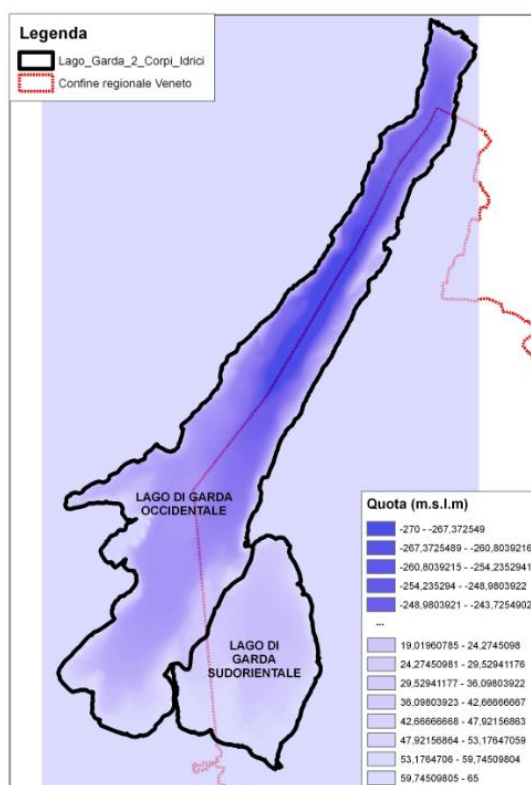 Legenda
Lago_Garda_2_Corpi_Idrici
Confine regionale Veneto
LAGO DI GARDA
OCCIDENTALE
LAGO DI
GARDA
SUDORIENTALE
Quota (m.s.l.m)
-270 - -267,372549
-267,3725489 - -260,8039216
-260,8039215 - -254,2352941
-254,235294 - -248,9803922
-248,9803921 - -243,7254902
...
19,01960785 - 24,2745098
24,27450981 - 29,52941176
29,52941177 - 36,09803922
36,09803923 - 42,66666667
42,66666668 - 47,92156863
47,92156864 - 53,17647059
53,1764706 - 59,74509804
59,74509805 - 65